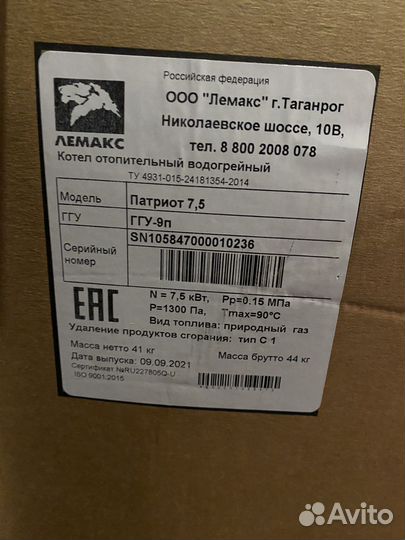 Российская федерация
ООО "Лемакс" г.Таганрог
Николаевское шоссе, 10В,
тел. 8 800 2008 078
ЛЕМАКС
Котел отопительный водогрейный
ТУ 4931-015-24181354-2014
Модель Патриот 7,5
ГГУ ГГУ-9п
Серийный номер SN105847000010236
EAC
N = 7,5 кВт, Pp=0.15 МПа
P=1300 Па, Tmax=90°C
Вид топлива: природный газ
Удаление продуктов сгорания: тип С 1
Масса нетто 41 кг Масса брутто 44 кг
Дата выпуска: 09.09.2021
Сертификат №RU227805Q-U
ISO 9001:2015
Avito